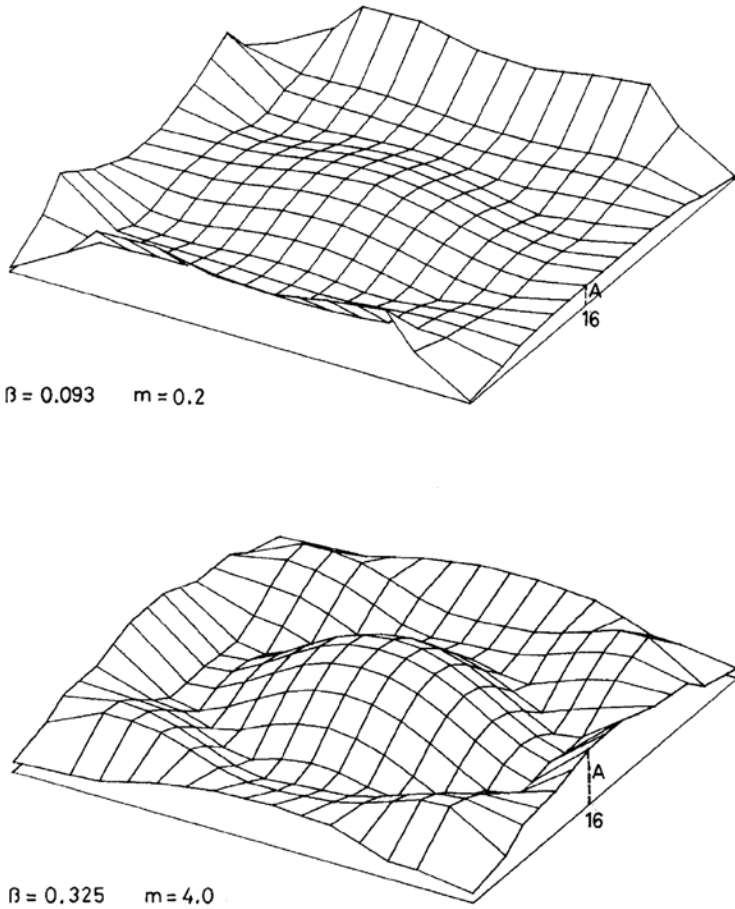 A
16
β = 0.093 m = 0.2
A
16
β = 0.325 m = 4.0